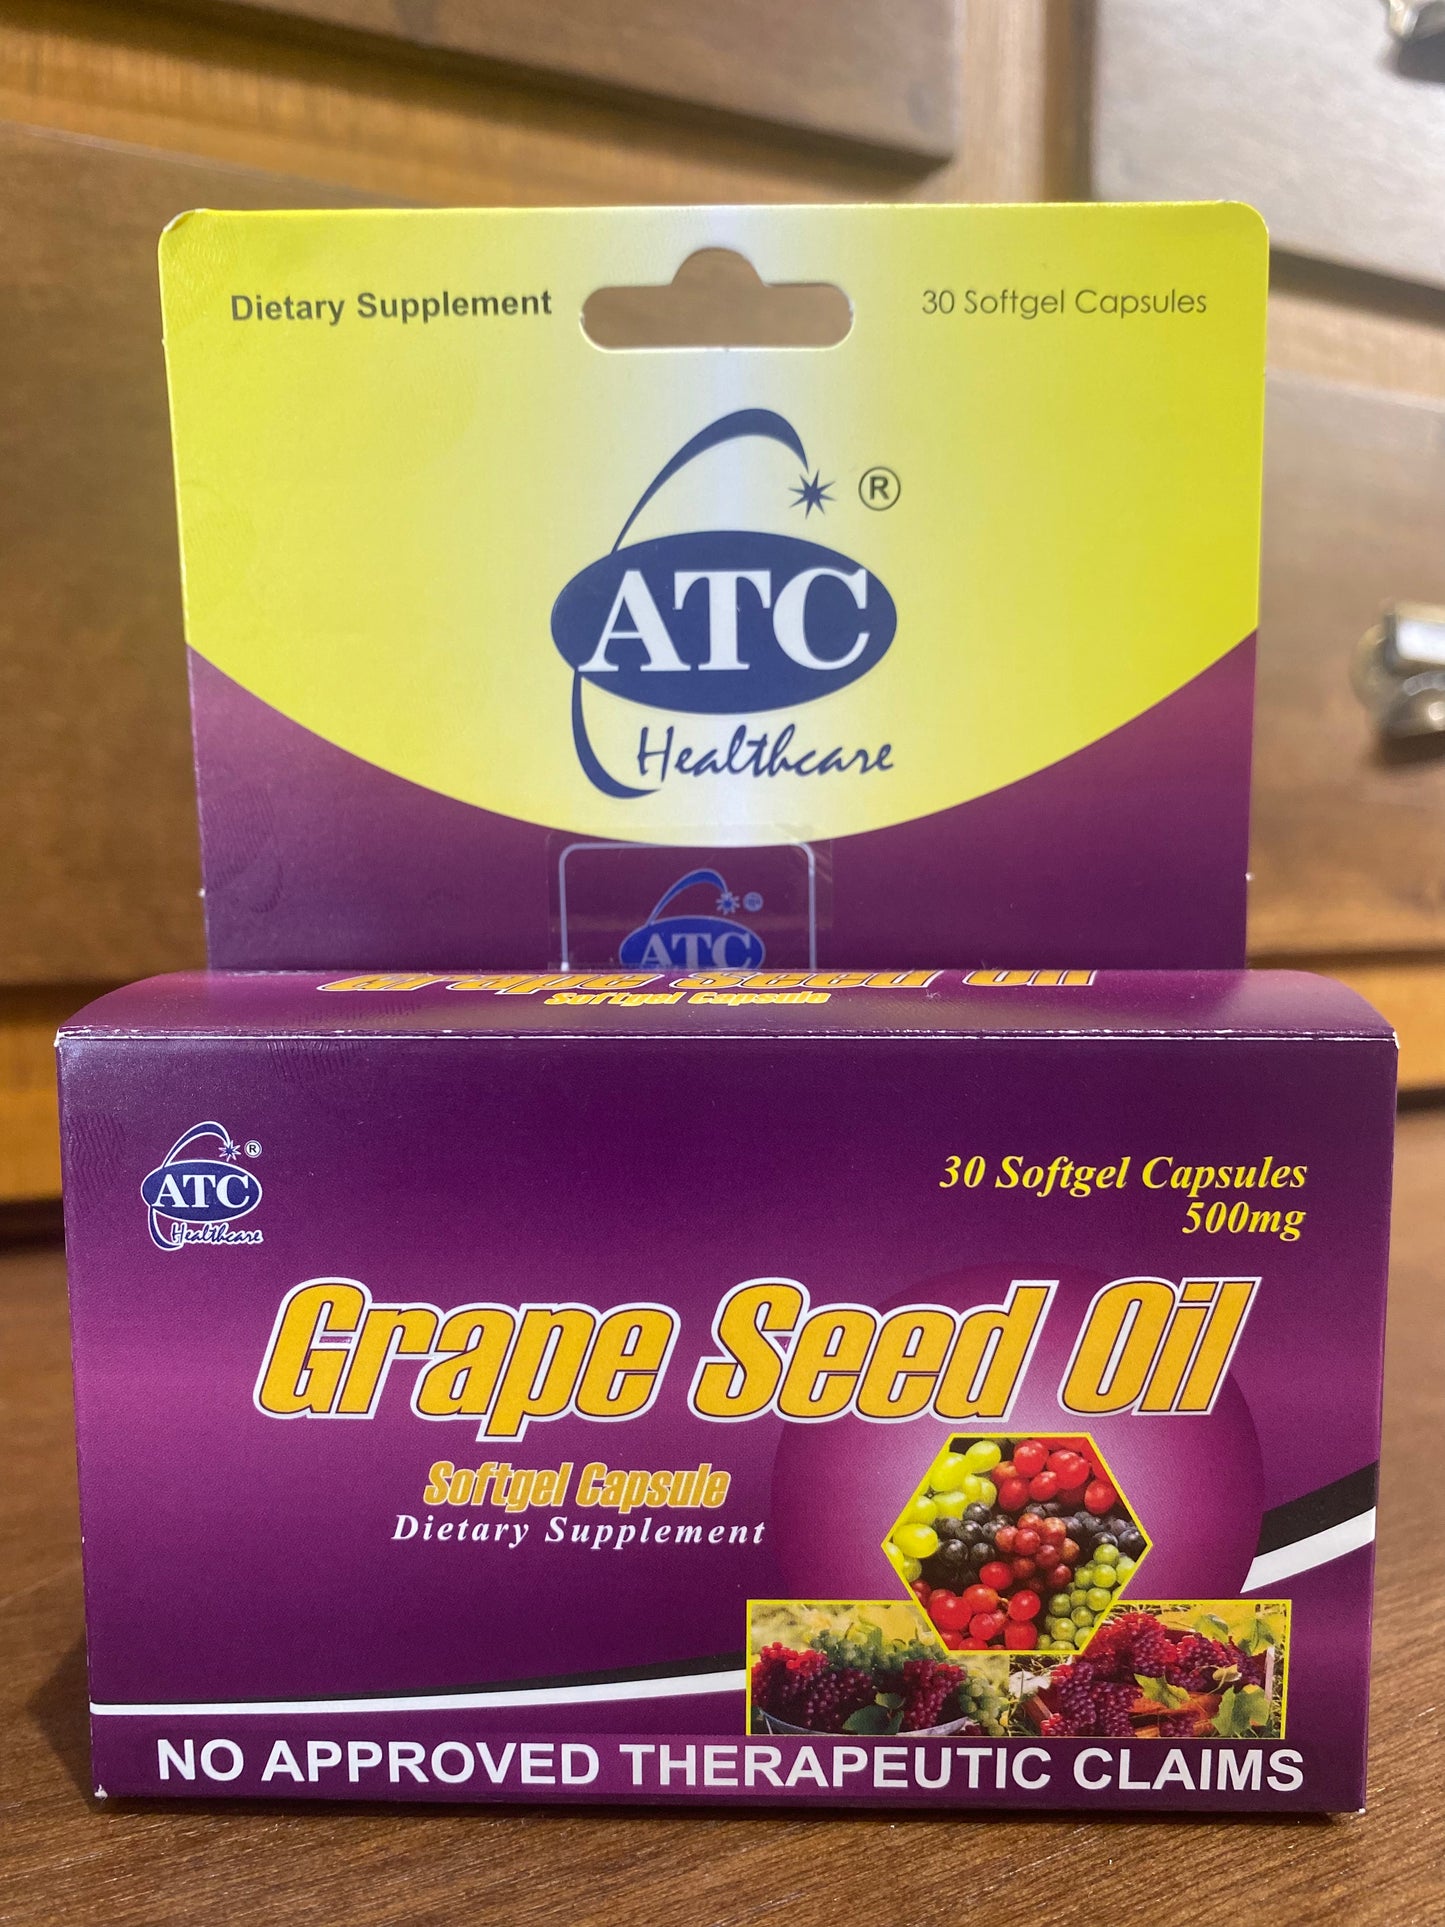 Dietary Supplement
30 Softgel Capsules
®
ATC
Healthcare
ATC
Grape Seed Oil
Softgel Capsule
®
ATC
Healthcare
30 Softgel Capsules
500mg
Grape Seed Oil
Softgel Capsule
Dietary Supplement
NO APPROVED THERAPEUTIC CLAIMS